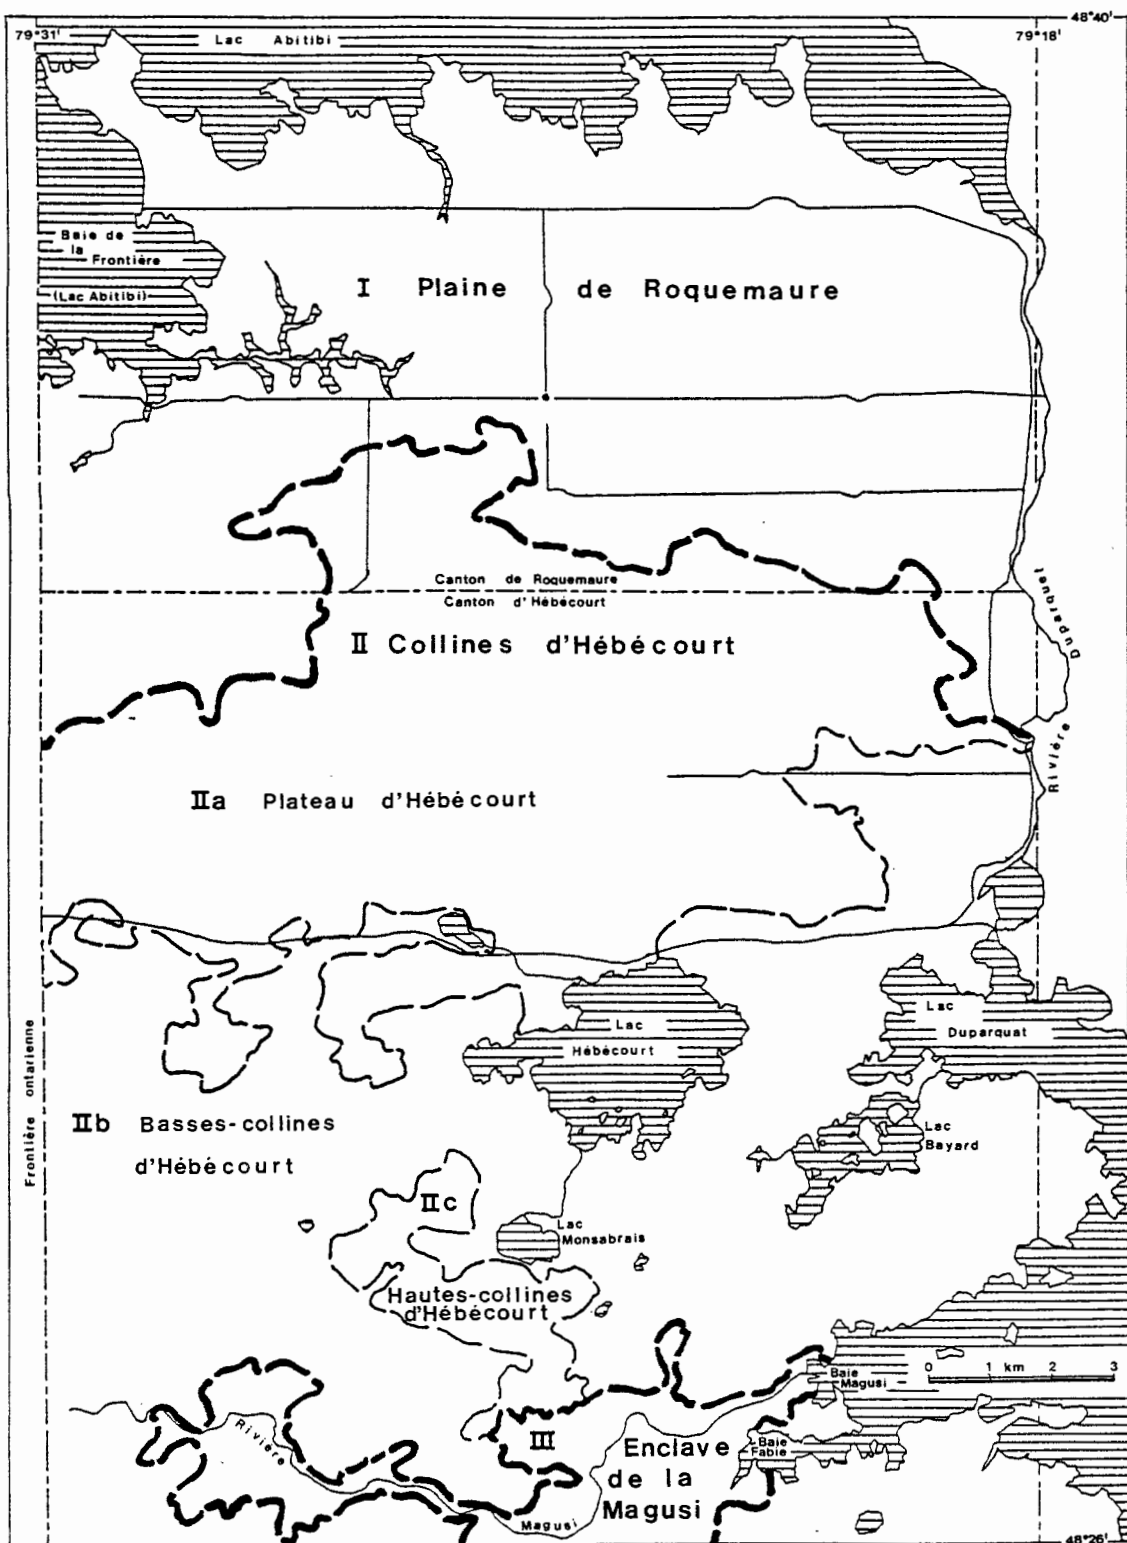 48°40'
79°31'
Lac Abitibi
79°18'
Baie de
la
Frontière
(Lac Abitibi)
I Plaine de Roquemaure
Canton de Roquemaure
Canton d'Hébécourt
Duparquet
Rivière
II Collines d'Hébécourt
IIa Plateau d'Hébécourt
Lac
Hébécourt
Lac
Duparquat
Frontière ontarienne
IIb Basses-collines
d'Hébécourt
Lac
Bayard
IIc
Lac
Monsabrais
Hautes-collines
d'Hébécourt
0 1 km 2 3
Baie
Magusi
Rivière
III
Enclave
de la
Magusi
Baie
Fabie
Magusi
48°26'